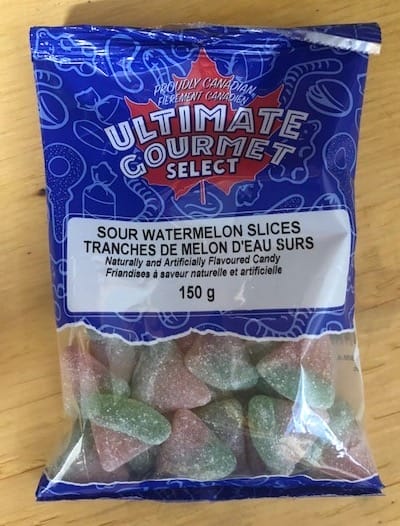 PROUDLY CANADIAN
FIÈREMENT CANADIEN
ULTIMATE
GOURMET
SELECT
SOUR WATERMELON SLICES
TRANCHES DE MELON D'EAU SURS
Naturally and Artificially Flavoured Candy
Friandises à saveur naturelle et artificielle
150 g